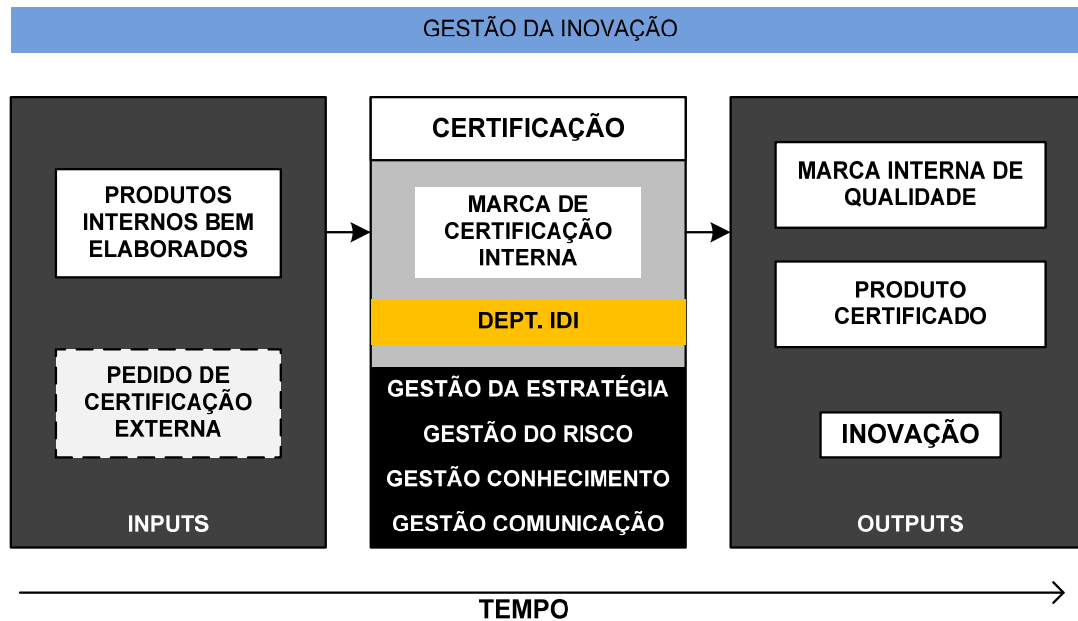 GESTÃO DA INOVAÇÃO
PRODUTOS
INTERNOS BEM
ELABORADOS
PEDIDO DE
CERTIFICAÇÃO
EXTERNA
INPUTS
CERTIFICAÇÃO
MARCA DE
CERTIFICAÇÃO
INTERNA
DEPT. IDI
GESTÃO DA ESTRATÉGIA
GESTÃO DO RISCO
GESTÃO CONHECIMENTO
GESTÃO COMUNICAÇÃO
MARCA INTERNA DE
QUALIDADE
PRODUTO
CERTIFICADO
INOVAÇÃO
OUTPUTS
TEMPO